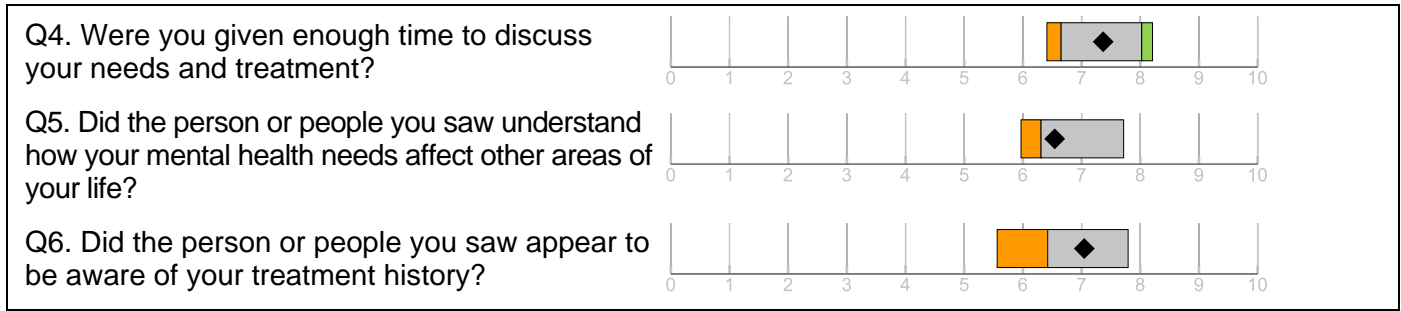 Q4. Were you given enough time to discuss
your needs and treatment?
0 1 2 3 4 5 6 7 8 9 10
Q5. Did the person or people you saw understand
how your mental health needs affect other areas of
your life?
0 1 2 3 4 5 6 7 8 9 10
Q6. Did the person or people you saw appear to
be aware of your treatment history?
0 1 2 3 4 5 6 7 8 9 10